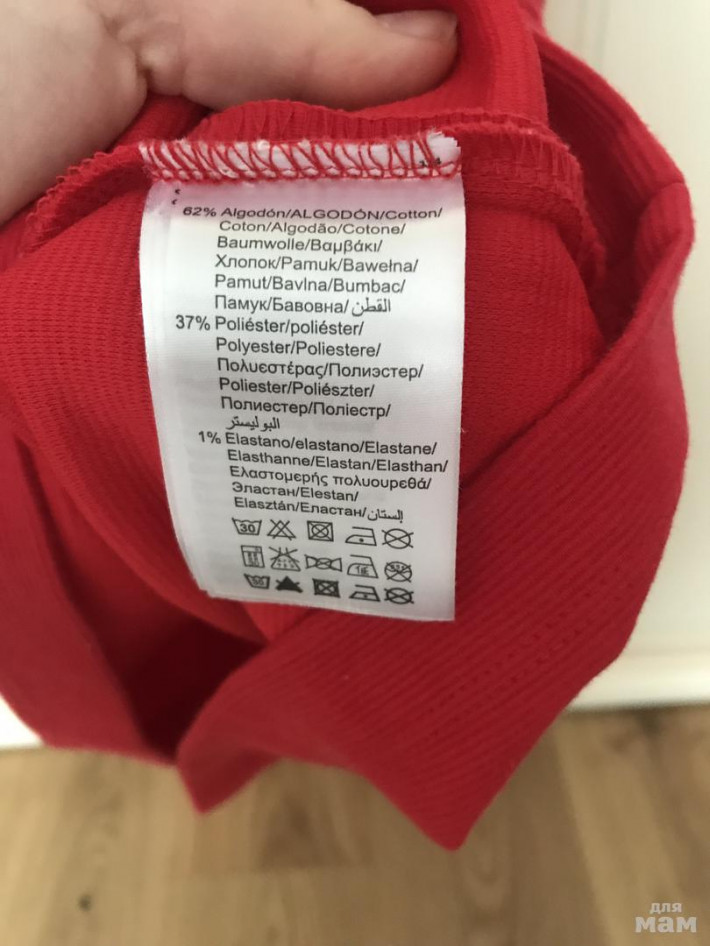 62% Algodón/ALGODÓN/Cotton/
Coton/Algodão/Cotone/
Baumwolle/Βαμβάκι/
Хлопок/Pamuk/Bawełna/
Pamut/Bavlna/Bumbac/
Памук/Бавовна/القطن
37% Poliéster/poliéster/
Polyester/Poliestere/
Πολυεστέρας/Полиэстер/
Poliester/Poliészter/
Полиестер/Поліестр/
البوليستر
1% Elastano/elastano/Elastane/
Elasthanne/Elastan/Elasthan/
Ελαστομερής πολυουρεθά/
Эластан/Elestan/
Elasztán/Еластан/إلستان
30
для
мам